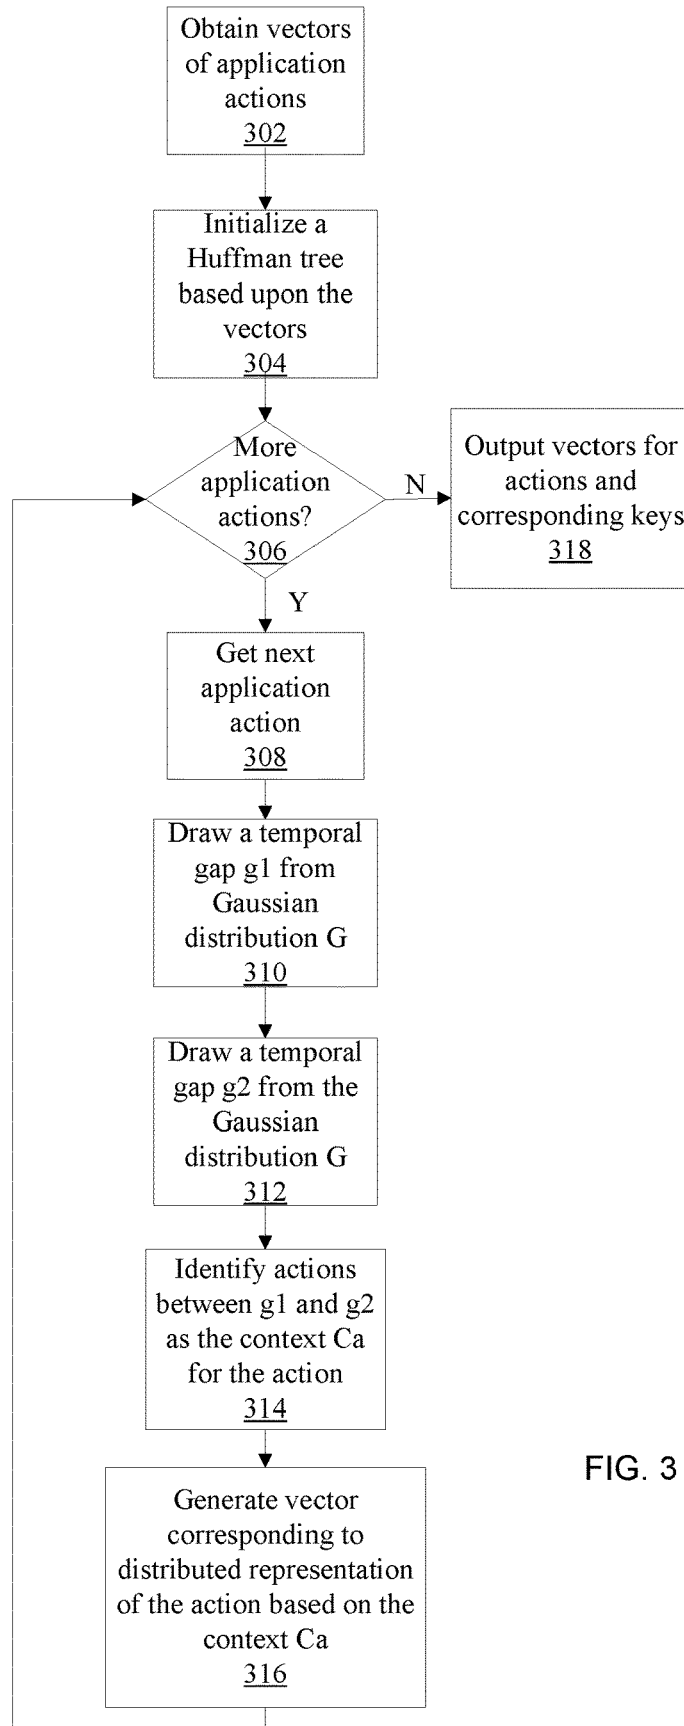 Obtain vectors
of application
actions
302
Initialize a
Huffman tree
based upon the
vectors
304
More
application
actions?
306
N
Output vectors for
actions and
corresponding keys
318
Y
Get next
application
action
308
Draw a temporal
gap g1 from
Gaussian
distribution G
310
Draw a temporal
gap g2 from the
Gaussian
distribution G
312
Identify actions
between g1 and g2
as the context Ca
for the action
314
Generate vector
corresponding to
distributed representation
of the action based on the
context Ca
316
FIG. 3